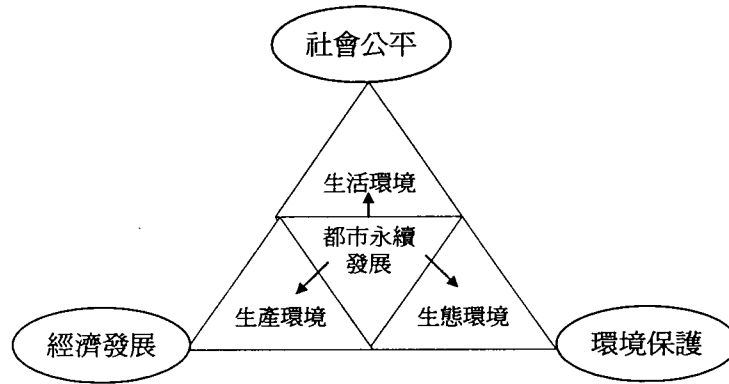 社會公平
生活環境
都市永續
發展
生產環境
生態環境
經濟發展
環境保護